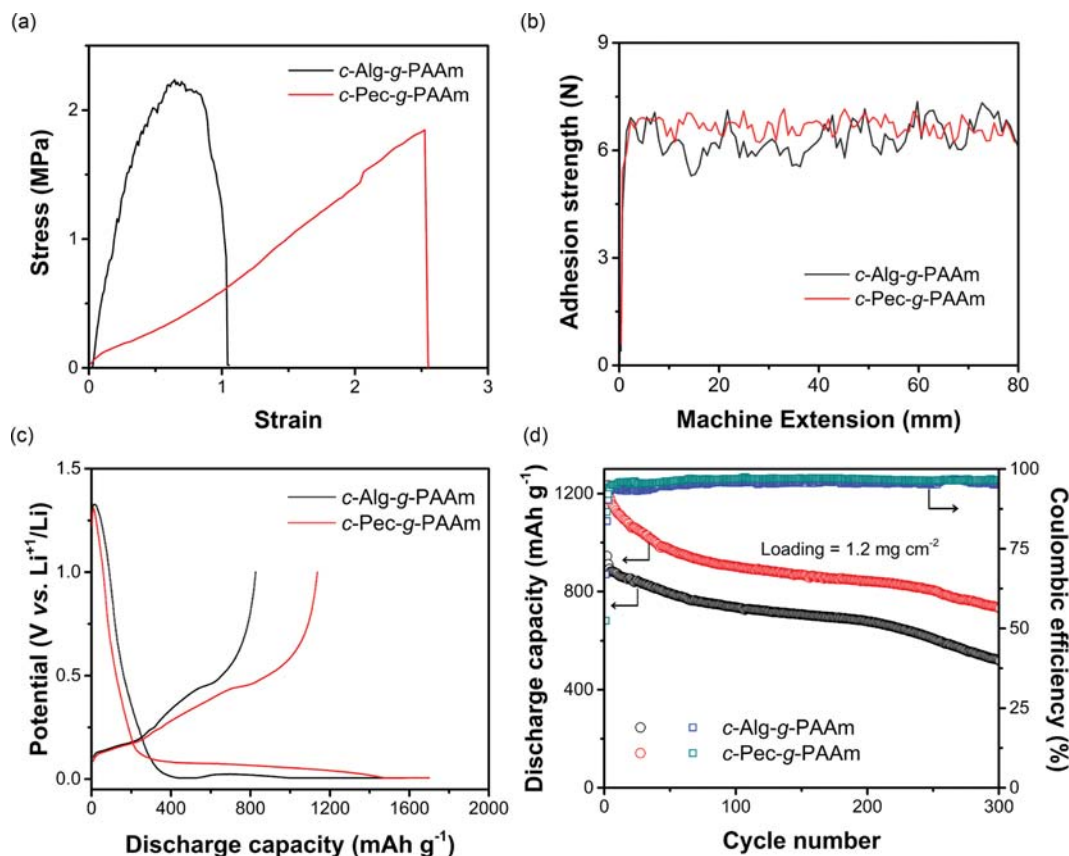 (a)
c-Alg-g-PAAm
c-Pec-g-PAAm
2
1
0
Stress (MPa)
0 1 2 3
Strain
(b)
9
6
3
0
Adhesion strength (N)
c-Alg-g-PAAm
c-Pec-g-PAAm
0 20 40 60 80
Machine Extension (mm)
(c)
1.5
1.0
0.5
0.0
Potential (V vs. Li⁺¹/Li)
c-Alg-g-PAAm
c-Pec-g-PAAm
0 400 800 1200 1600 2000
Discharge capacity (mAh g⁻¹)
(d)
1200
800
400
0
Discharge capacity (mAh g⁻¹)
Loading = 1.2 mg cm⁻²
c-Alg-g-PAAm
c-Pec-g-PAAm
100
75
50
25
0
Coulombic efficiency (%)
0 100 200 300
Cycle number